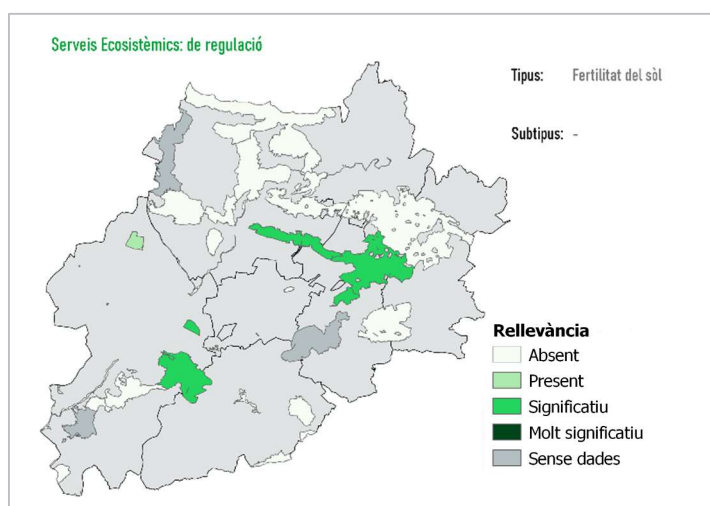 Serveis Ecosistèmics: de regulació
Tipus: Fertilitat del sòl
Subtipus: -
Rellevància
Absent
Present
Significatiu
Molt significatiu
Sense dades